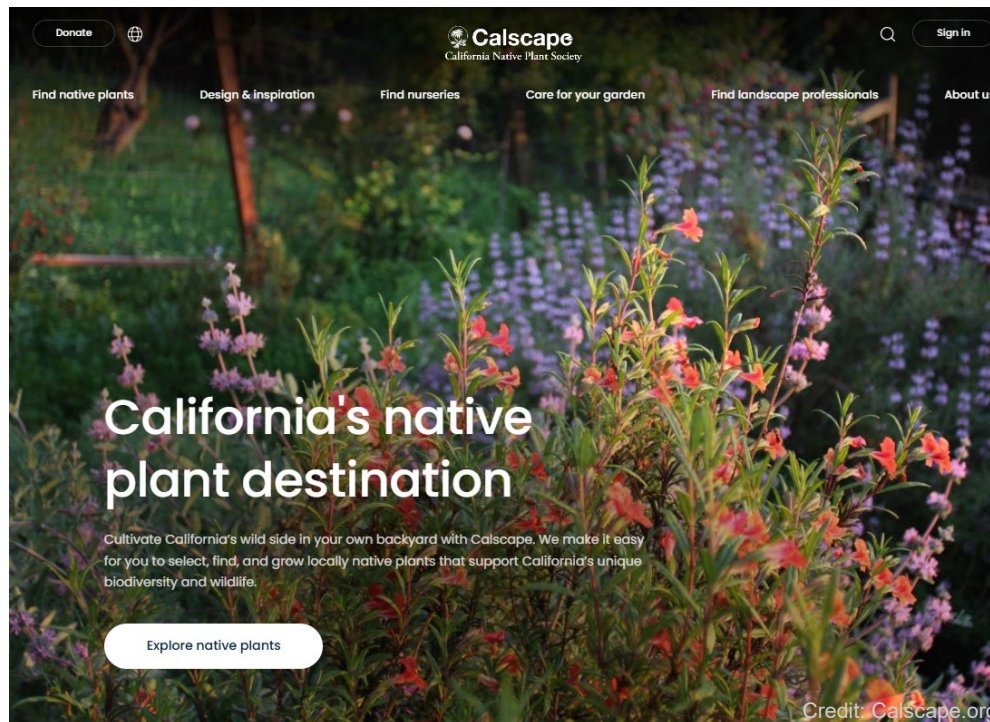 Donate
Calscape
California Native Plant Society
Sign in
Find native plants
Design & inspiration
Find nurseries
Care for your garden
Find landscape professionals
About us
California's native
plant destination
Cultivate California's wild side in your own backyard with Calscape. We make it easy
for you to select, find, and grow locally native plants that support California's unique
biodiversity and wildlife.
Explore native plants
Credit: Calscape.org